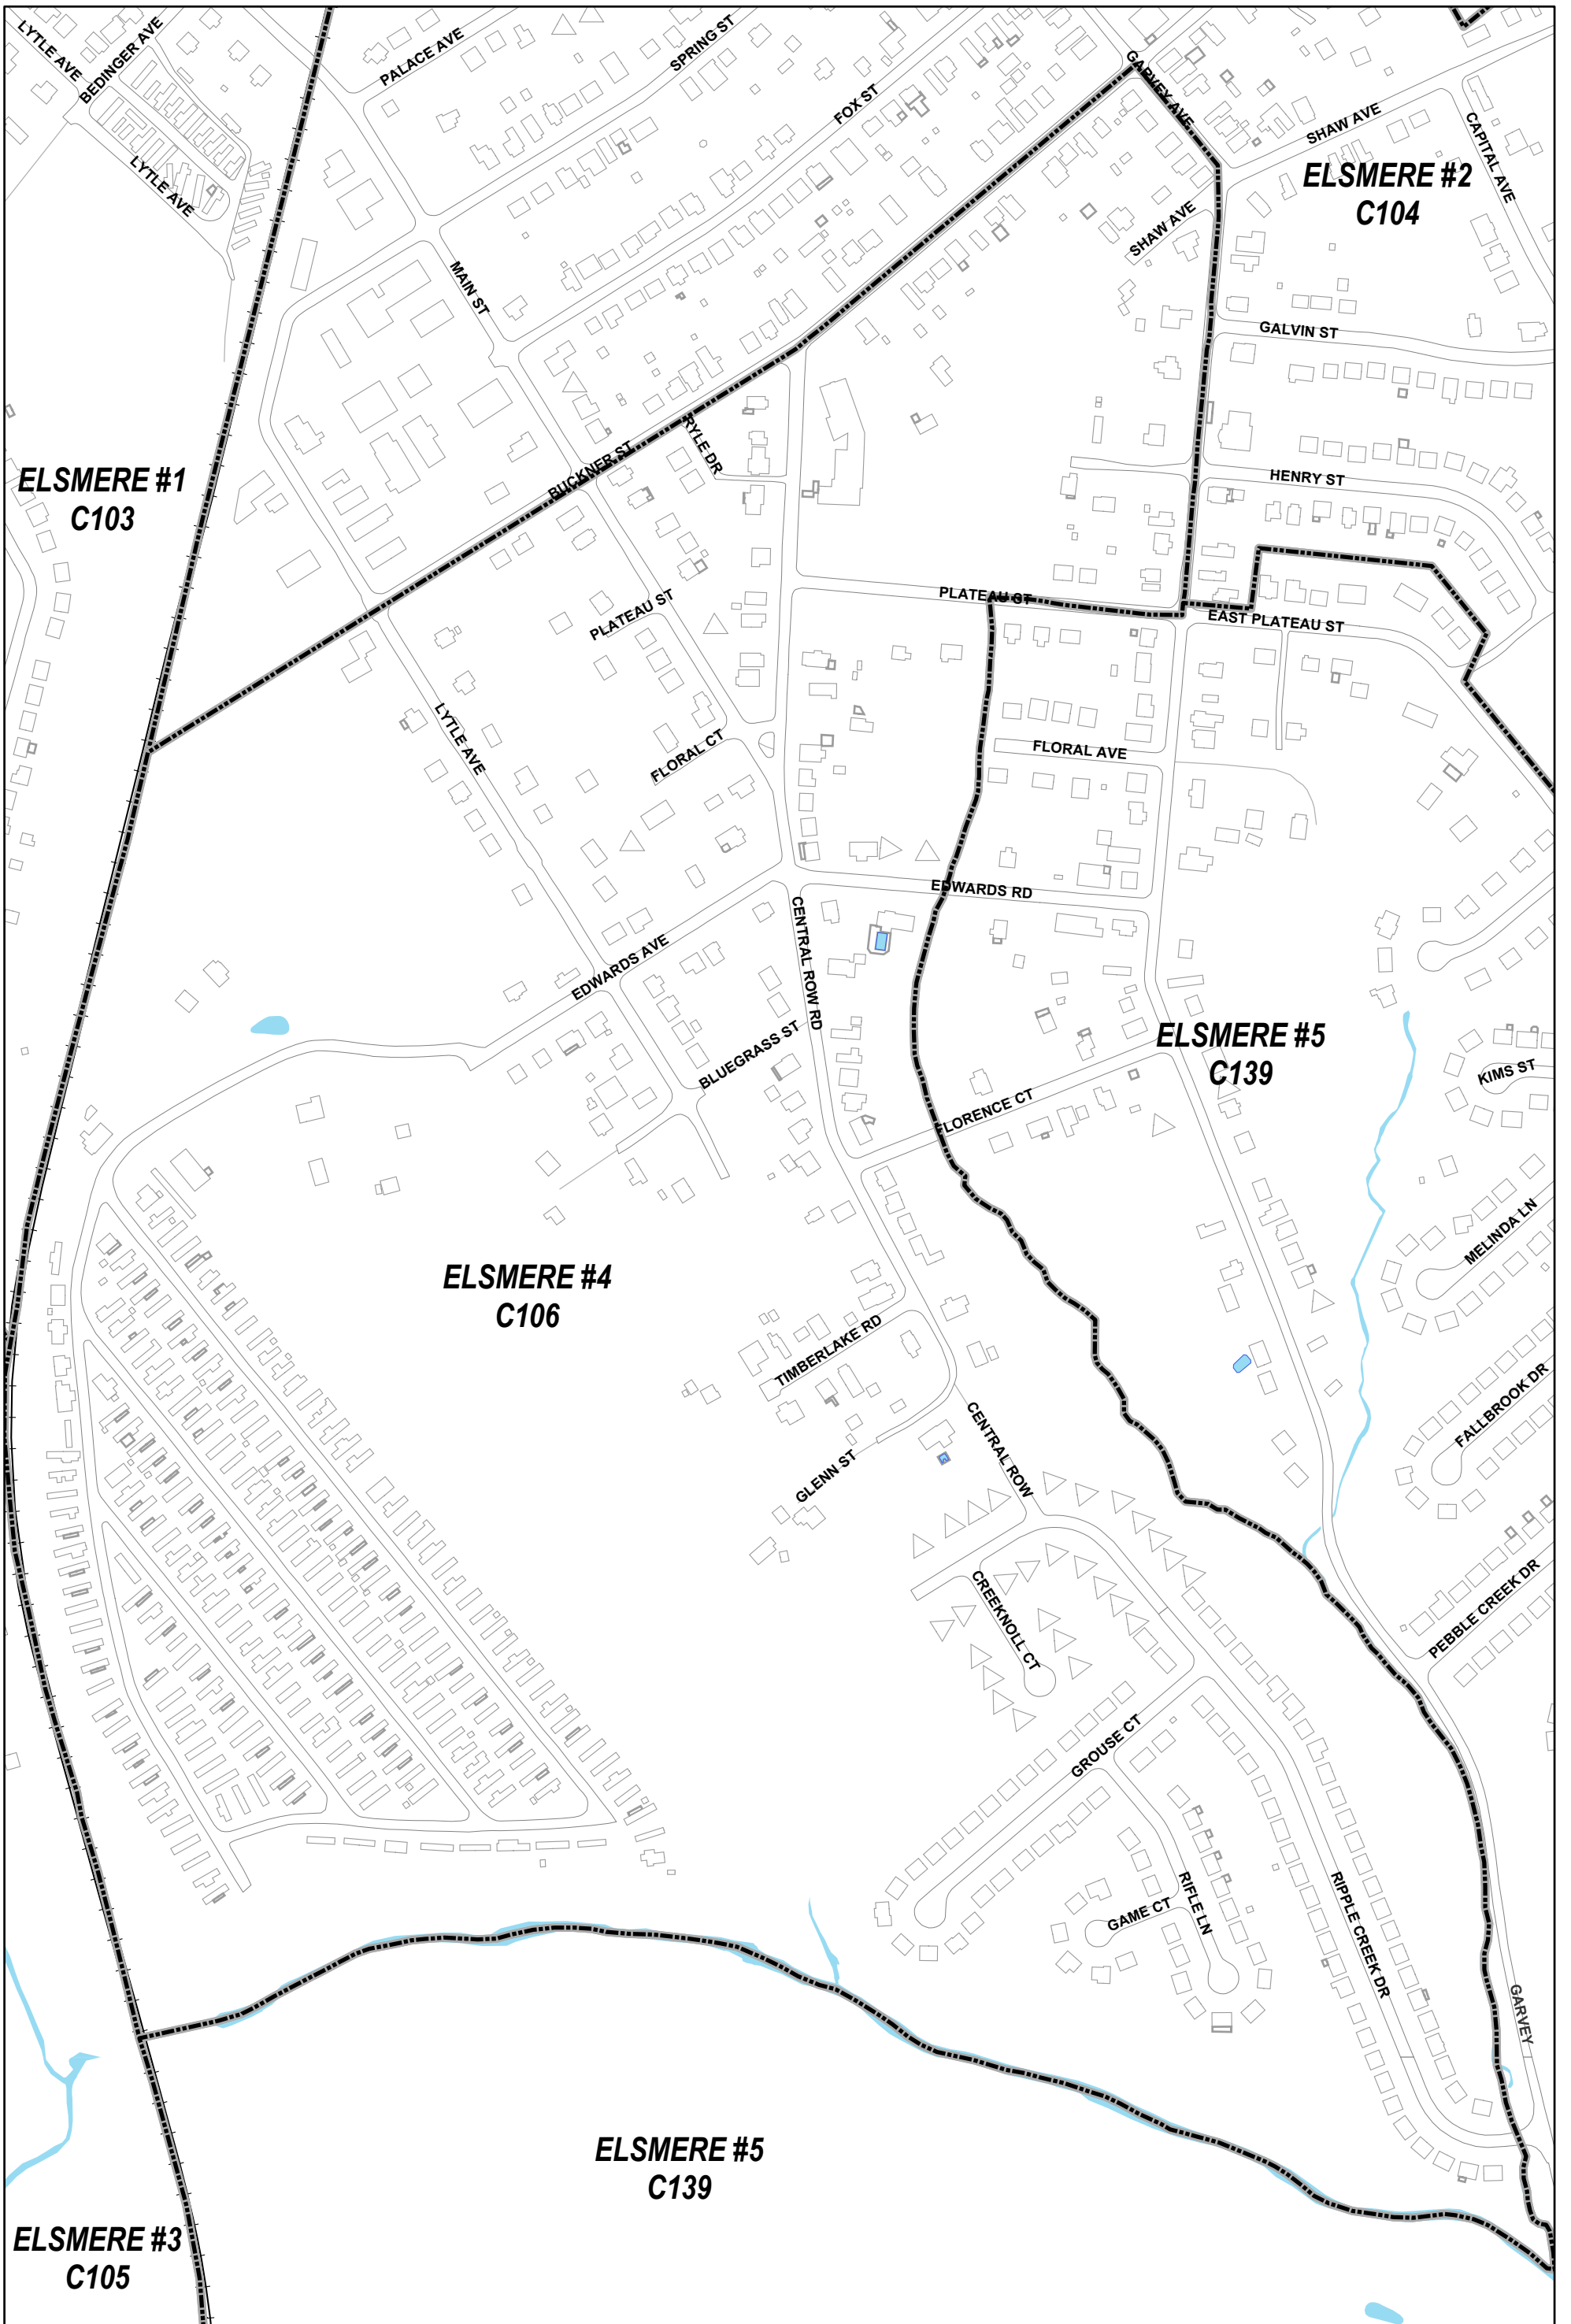 LYTLE AVE
BEDINGER AVE
PALACE AVE
SPRING ST
FOX ST
GARVEY AVE
SHAW AVE
CAPITAL AVE
LYTLE AVE
ELSMERE #2
C104
SHAW AVE
MAIN ST
GALVIN ST
RYLE DR
BUCKNER ST
ELSMERE #1
C103
HENRY ST
PLATEAU ST
PLATEAU ST
EAST PLATEAU ST
LYTLE AVE
FLORAL CT
FLORAL AVE
EDWARDS RD
EDWARDS AVE
CENTRAL ROW RD
BLUEGRASS ST
ELSMERE #5
C139
KIMS ST
FLORENCE CT
MELINDA LN
ELSMERE #4
C106
TIMBERLAKE RD
FALLBROOK DR
CENTRAL ROW
GLENN ST
CREEKNOLL CT
PEBBLE CREEK DR
GROUSE CT
RIFLE LN
GAME CT
RIPPLE CREEK DR
GARVEY
ELSMERE #5
C139
ELSMERE #3
C105